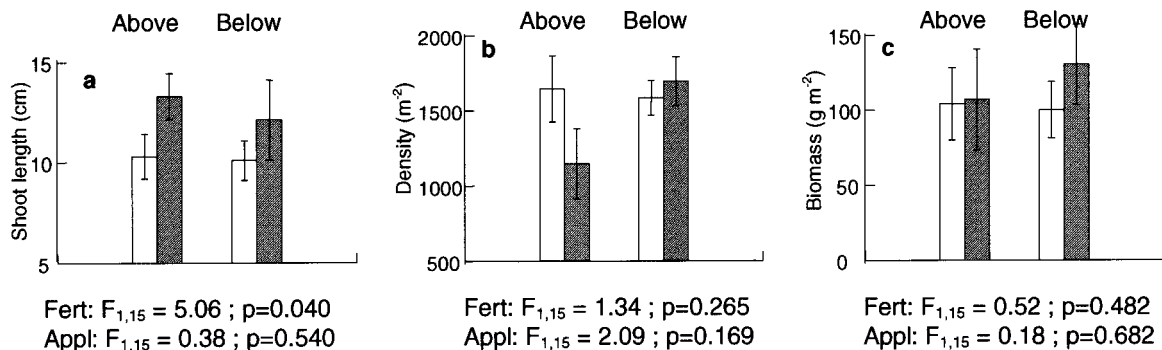 Above Below
a
15
10
5
Shoot length (cm)
Fert: F1,15 = 5.06 ; p=0.040
Appl: F1,15 = 0.38 ; p=0.540
Above Below
b
2000
1500
1000
500
Density (m-2)
Fert: F1,15 = 1.34 ; p=0.265
Appl: F1,15 = 2.09 ; p=0.169
Above Below
c
150
100
50
0
Biomass (g m-2)
Fert: F1,15 = 0.52 ; p=0.482
Appl: F1,15 = 0.18 ; p=0.682